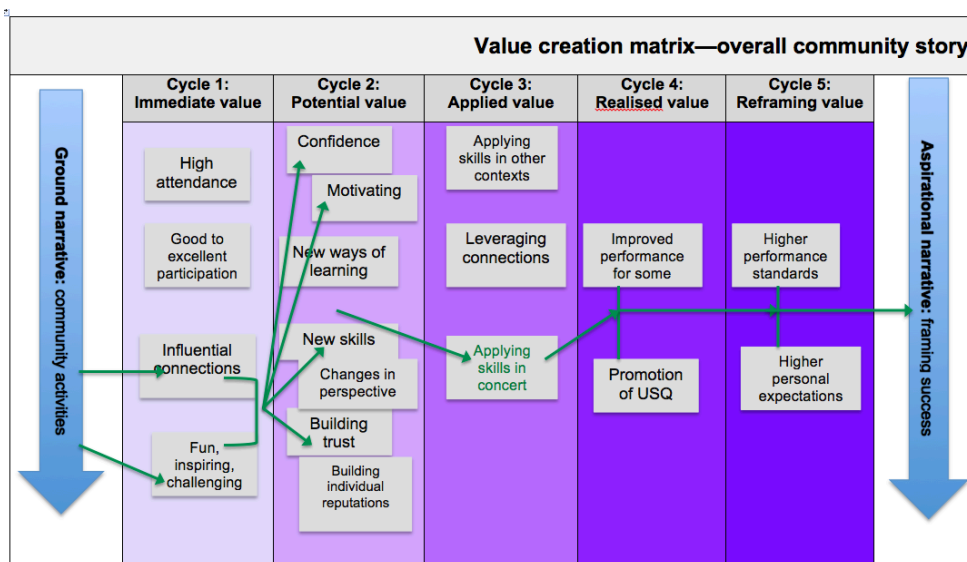 Value creation matrix—overall community story
Cycle 1:
Immediate value
Cycle 2:
Potential value
Cycle 3:
Applied value
Cycle 4:
Realised value
Cycle 5:
Reframing value
Ground narrative: community activities
High
attendance
Good to
excellent
participation
Influential
connections
Fun,
inspiring,
challenging
Confidence
Motivating
New ways of
learning
New skills
Changes in
perspective
Building
trust
Building
individual
reputations
Applying
skills in other
contexts
Leveraging
connections
Applying
skills in
concert
Improved
performance
for some
Promotion
of USQ
Higher
performance
standards
Higher
personal
expectations
Aspirational narrative: framing success